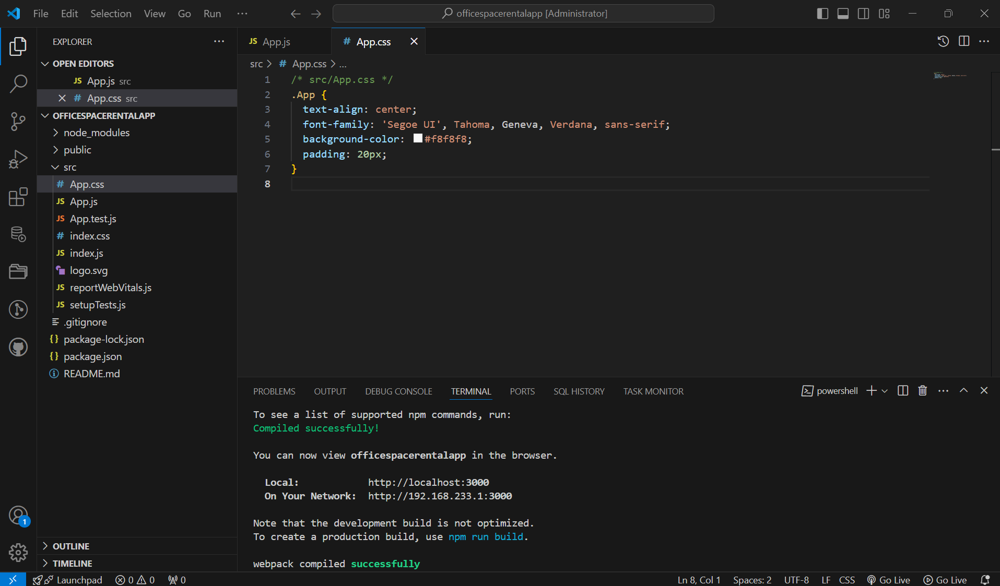 File Edit Selection View Go Run ···
officespacerentalapp [Administrator]
EXPLORER
OPEN EDITORS
JS App.js src
# App.css src
OFFICESPACERENTALAPP
node_modules
public
src
# App.css
JS App.js
JS App.test.js
# index.css
JS index.js
logo.svg
JS reportWebVitals.js
JS setupTests.js
.gitignore
{} package-lock.json
{} package.json
README.md
OUTLINE
TIMELINE
1
JS App.js
# App.css
src > # App.css > ...
1 /* src/App.css */
2 .App {
3 text-align: center;
4 font-family: 'Segoe UI', Tahoma, Geneva, Verdana, sans-serif;
5 background-color: #f8f8f8;
6 padding: 20px;
7 }
8
PROBLEMS OUTPUT DEBUG CONSOLE TERMINAL PORTS SQL HISTORY TASK MONITOR
powershell
To see a list of supported npm commands, run:
Compiled successfully!
You can now view officespacerentalapp in the browser.
Local: http://localhost:3000
On Your Network: http://192.168.233.1:3000
Note that the development build is not optimized.
To create a production build, use npm run build.
webpack compiled successfully
Launchpad 0 0 0
Ln 8, Col 1 Spaces: 2 UTF-8 LF CSS Go Live Go Live